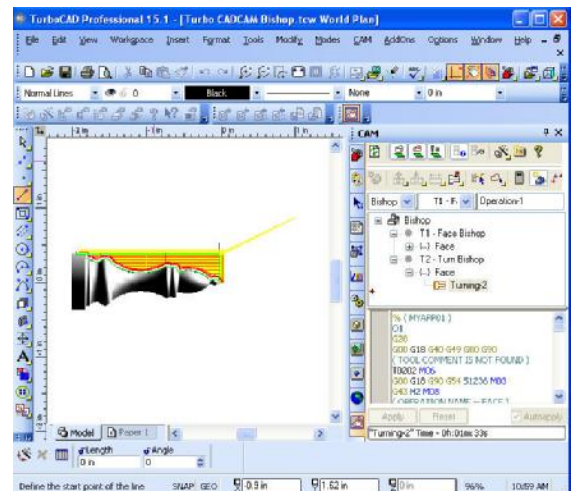 TurboCAD Professional 15.1 - [Turbo CADCAM Bishop.tcw World Plan]
File Edit View Workspace Insert Format Tools Modify Modes CAM AddOns Options Window Help
Normal Lines 0 Black None 0 in
CAM
Bishop T1 - F Operation-1
Bishop
T1 - Face Bishop
Face
T2 - Turn Bishop
Face
Turning-2
% ( MYAPP01 )
G20
G00 G18 G40 G49 G80 G90
( TOOL COMMENT IS NOT FOUND )
T0202 M06
G00 G18 G90 G54 S1236 M03
G43 H2 M08
( OPERATION NAME = FACE )
Apply Reset Autoapply
Model Paper 1
"Turning-2" Time - 0h:01m:33s
Length Angle
0 in 0
Define the start point of the line SNAP GEO -0.9 in 1.62 in 0 in 96% 10:59 AM